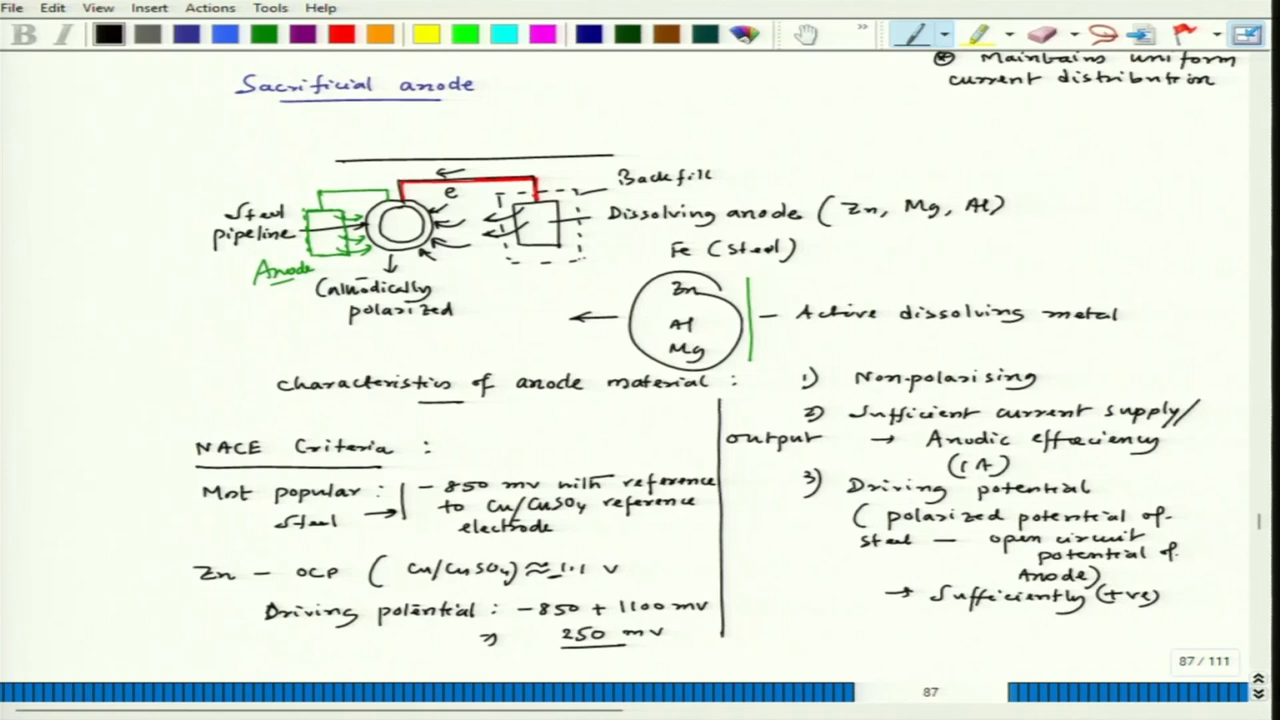 File Edit View Insert Actions Tools Help
B I
Maintains uniform
current distribution
Sacrificial anode
Backfill
e
Steel
pipeline
Dissolving anode (Zn, Mg, Al)
Anode
Fe (Steel)
Cathodically
polarized
Zn
Al
Mg
– Active dissolving metal
Characteristics of anode material :
1) Non-polarising
2) Sufficient current supply/
output → Anodic efficiency
(IA)
3) Driving potential
(polarized potential of
steel – open circuit
potential of
Anode)
→ Sufficiently (+ve)
NACE Criteria :
Most popular : - 850 mv with reference
Steel → to Cu/CuSO4 reference
electrode
Zn – OCP ( Cu/CuSO4) ≈ -1.1 V
Driving potential : - 850 + 1100 mv
⇒ 250 mv
87 / 111
87